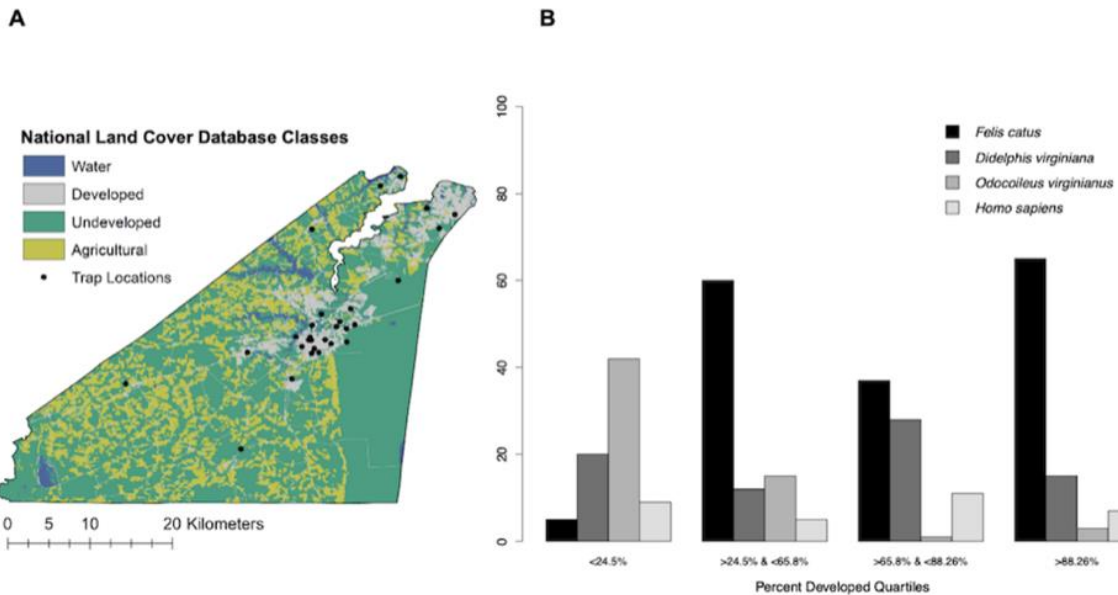 A
National Land Cover Database Classes
Water
Developed
Undeveloped
Agricultural
Trap Locations
0 5 10 20 Kilometers
B
100
80
60
40
20
0
Felis catus
Didelphis virginiana
Odocoileus virginianus
Homo sapiens
<24.5% >24.5% & <65.8% >65.8% & <88.26% >88.26%
Percent Developed Quartiles